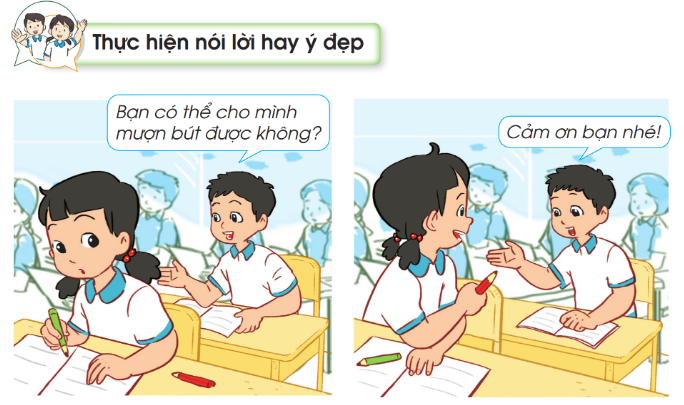 Thực hiện nói lời hay ý đẹp
Bạn có thể cho mình
mượn bút được không?
Cảm ơn bạn nhé!